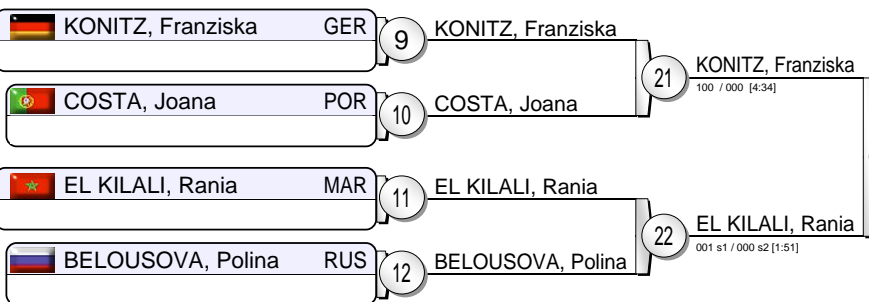 KONITZ, Franziska GER 9 KONITZ, Franziska
21 KONITZ, Franziska
100 / 000 [4:34]
COSTA, Joana POR 10 COSTA, Joana
EL KILALI, Rania MAR 11 EL KILALI, Rania
22 EL KILALI, Rania
001 s1 / 000 s2 [1:51]
BELOUSOVA, Polina RUS 12 BELOUSOVA, Polina